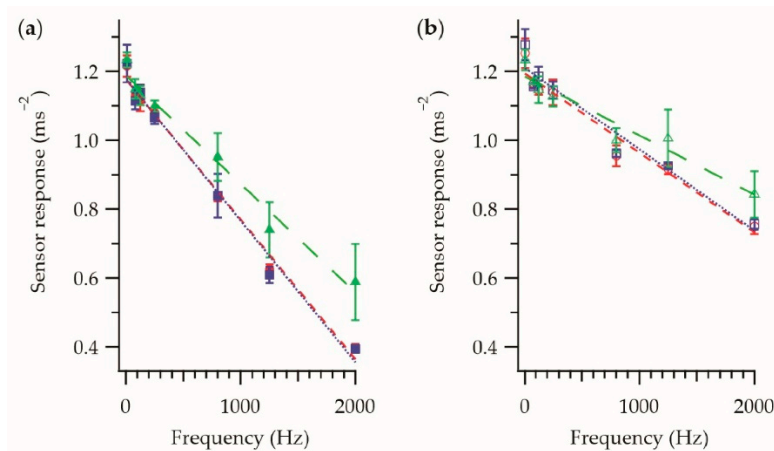 (a)
(b)
Sensor response (ms⁻²)
1.2
1.0
0.8
0.6
0.4
0
1000
2000
Frequency (Hz)
Sensor response (ms⁻²)
1.2
1.0
0.8
0.6
0.4
0
1000
2000
Frequency (Hz)